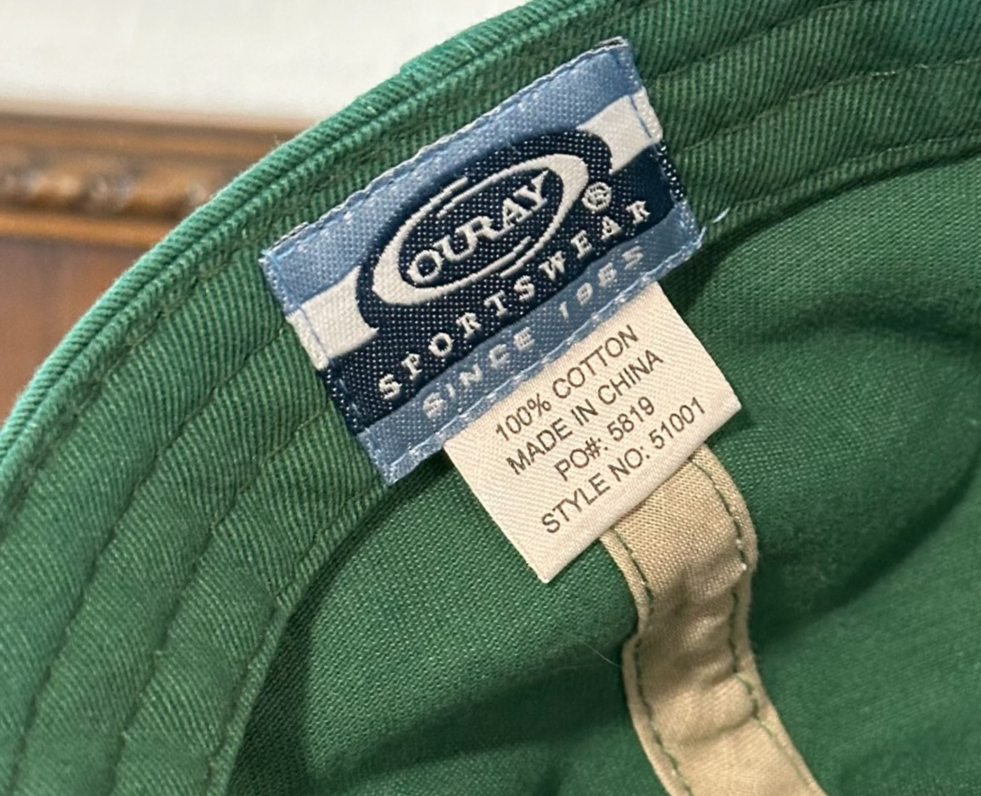 OURAY ®
SPORTSWEAR
SINCE 1965
100% COTTON
MADE IN CHINA
PO#: 5819
STYLE NO: 51001